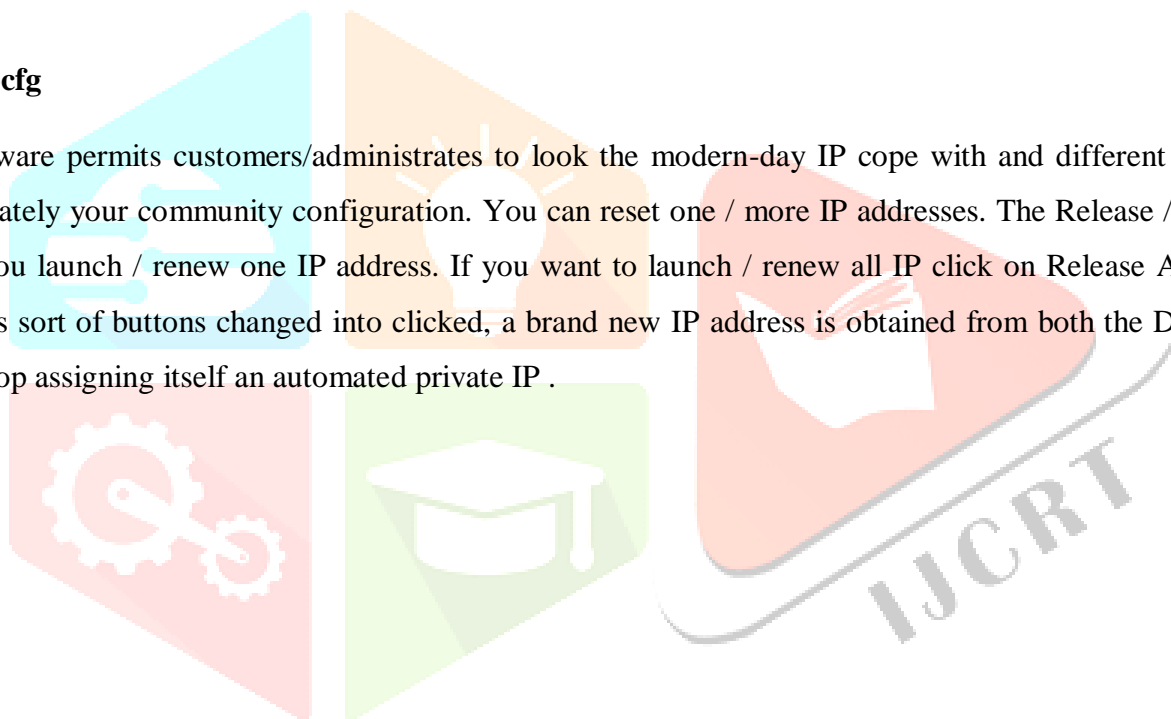 cfg
ware permits customers/administrates to look the modern-day IP cope with and different
ately your community configuration. You can reset one / more IP addresses. The Release /
ou launch / renew one IP address. If you want to launch / renew all IP click on Release A
s sort of buttons changed into clicked, a brand new IP address is obtained from both the D
op assigning itself an automated private IP .
IJCRT